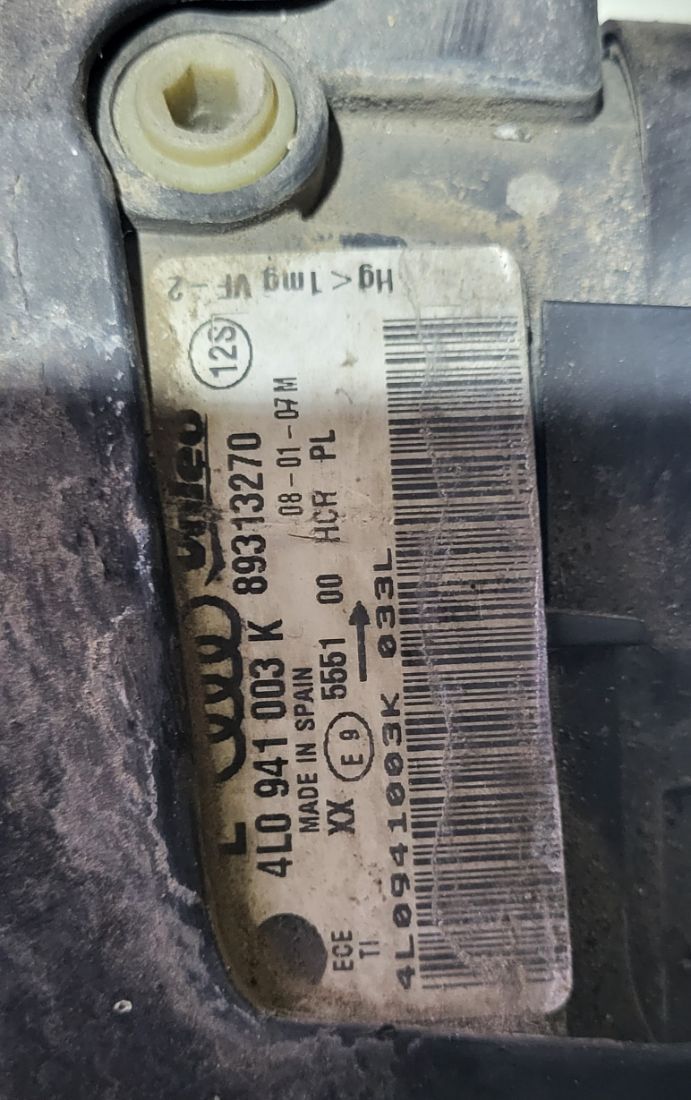 Hg < 1mg VF-2
L Valeo 12S
4L0 941 003 K 89313270
MADE IN SPAIN 08-01-07M
XX E9 5551 00 HCR PL
ECE
TI
4L0941003K 033L